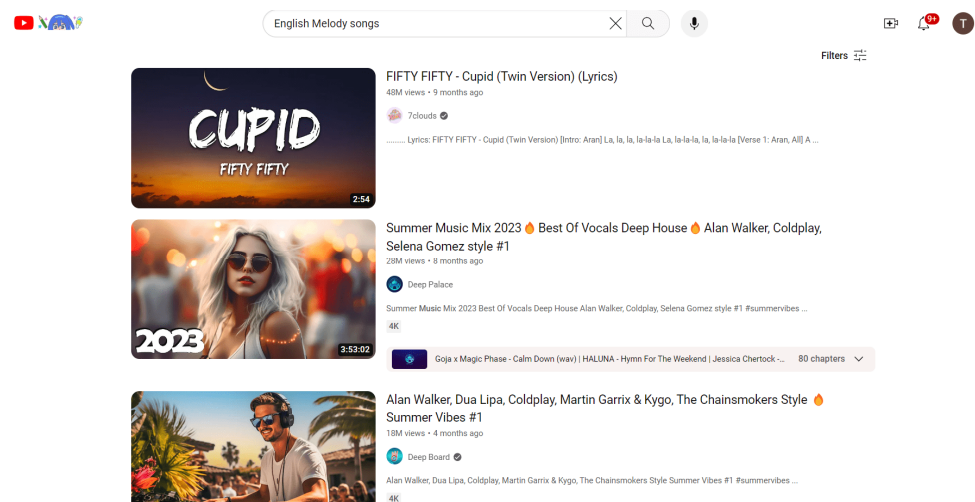 English Melody songs
9+
T
Filters
CUPID
FIFTY FIFTY
2:54
FIFTY FIFTY - Cupid (Twin Version) (Lyrics)
48M views • 9 months ago
7clouds
......... Lyrics: FIFTY FIFTY - Cupid (Twin Version) [Intro: Aran] La, la, la, la-la-la La, la-la-la, la, la-la-la [Verse 1: Aran, All] A ...
2023
3:53:02
Summer Music Mix 2023🔥Best Of Vocals Deep House🔥Alan Walker, Coldplay,
Selena Gomez style #1
28M views • 8 months ago
Deep Palace
Summer Music Mix 2023 Best Of Vocals Deep House Alan Walker, Coldplay, Selena Gomez style #1 #summervibes ...
4K
Goja x Magic Phase - Calm Down (wav) | HALUNA - Hymn For The Weekend | Jessica Chertock -...
80 chapters
Alan Walker, Dua Lipa, Coldplay, Martin Garrix & Kygo, The Chainsmokers Style 🔥
Summer Vibes #1
18M views • 4 months ago
Deep Board
Alan Walker, Dua Lipa, Coldplay, Martin Garrix & Kygo, The Chainsmokers Style Summer Vibes #1 #summervibes ...
4K